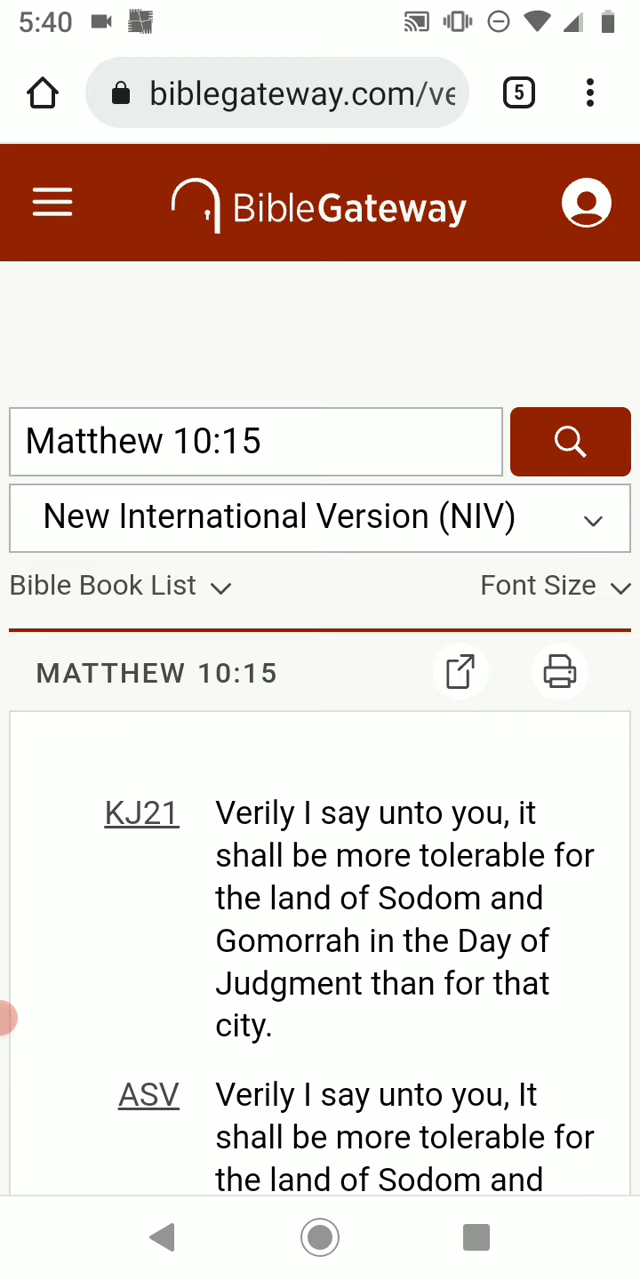 5:40
biblegateway.com/ve
5
BibleGateway
Matthew 10:15
New International Version (NIV)
Bible Book List
Font Size
MATTHEW 10:15
KJ21 Verily I say unto you, it
shall be more tolerable for
the land of Sodom and
Gomorrah in the Day of
Judgment than for that
city.
ASV Verily I say unto you, It
shall be more tolerable for
the land of Sodom and